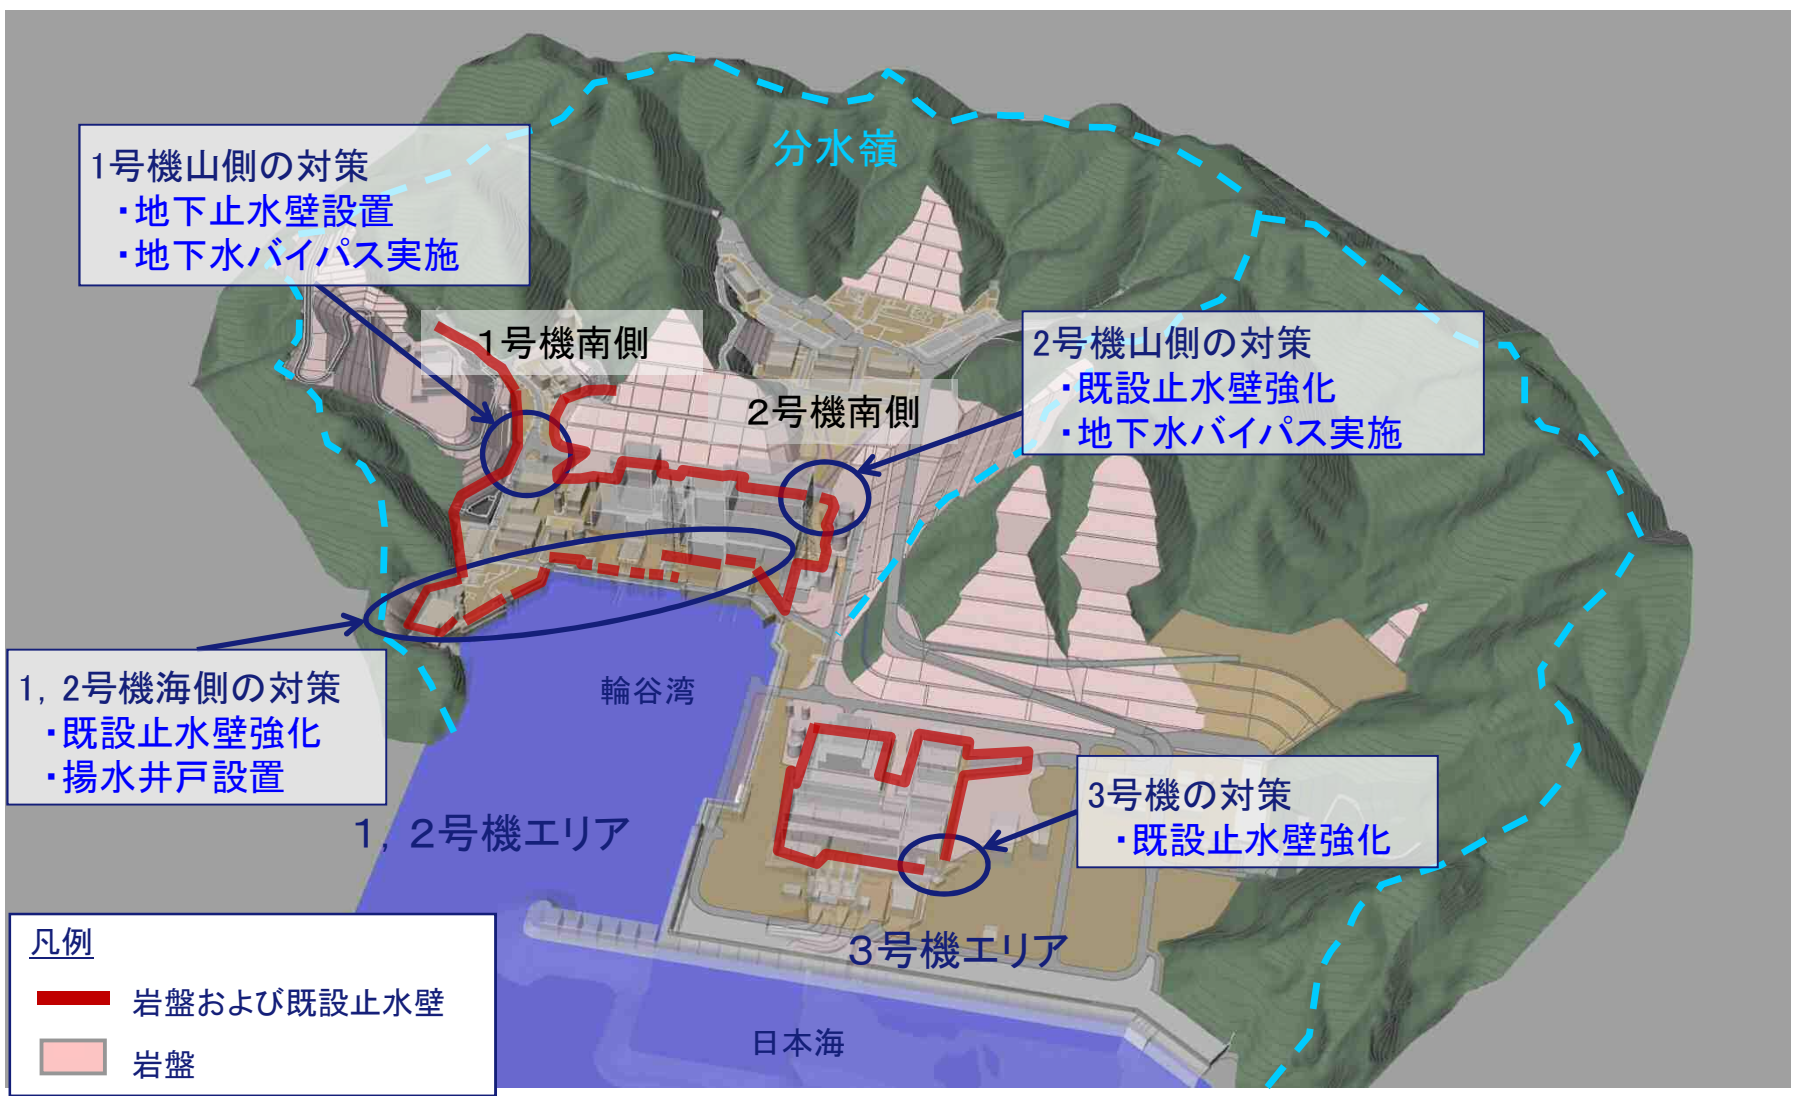 分水嶺
1号機山側の対策
・地下止水壁設置
・地下水バイパス実施
１号機南側
２号機南側
2号機山側の対策
・既設止水壁強化
・地下水バイパス実施
1, 2号機海側の対策
・既設止水壁強化
・揚水井戸設置
輪谷湾
１, ２号機エリア
3号機の対策
・既設止水壁強化
３号機エリア
日本海
凡例
岩盤および既設止水壁
岩盤